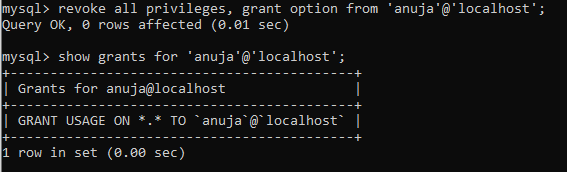 mysql> revoke all privileges, grant option from 'anuja'@'localhost';
Query OK, 0 rows affected (0.01 sec)
mysql> show grants for 'anuja'@'localhost';
+-------------------------------------------+
| Grants for anuja@localhost                |
+-------------------------------------------+
| GRANT USAGE ON *.* TO `anuja`@`localhost` |
+-------------------------------------------+
1 row in set (0.00 sec)